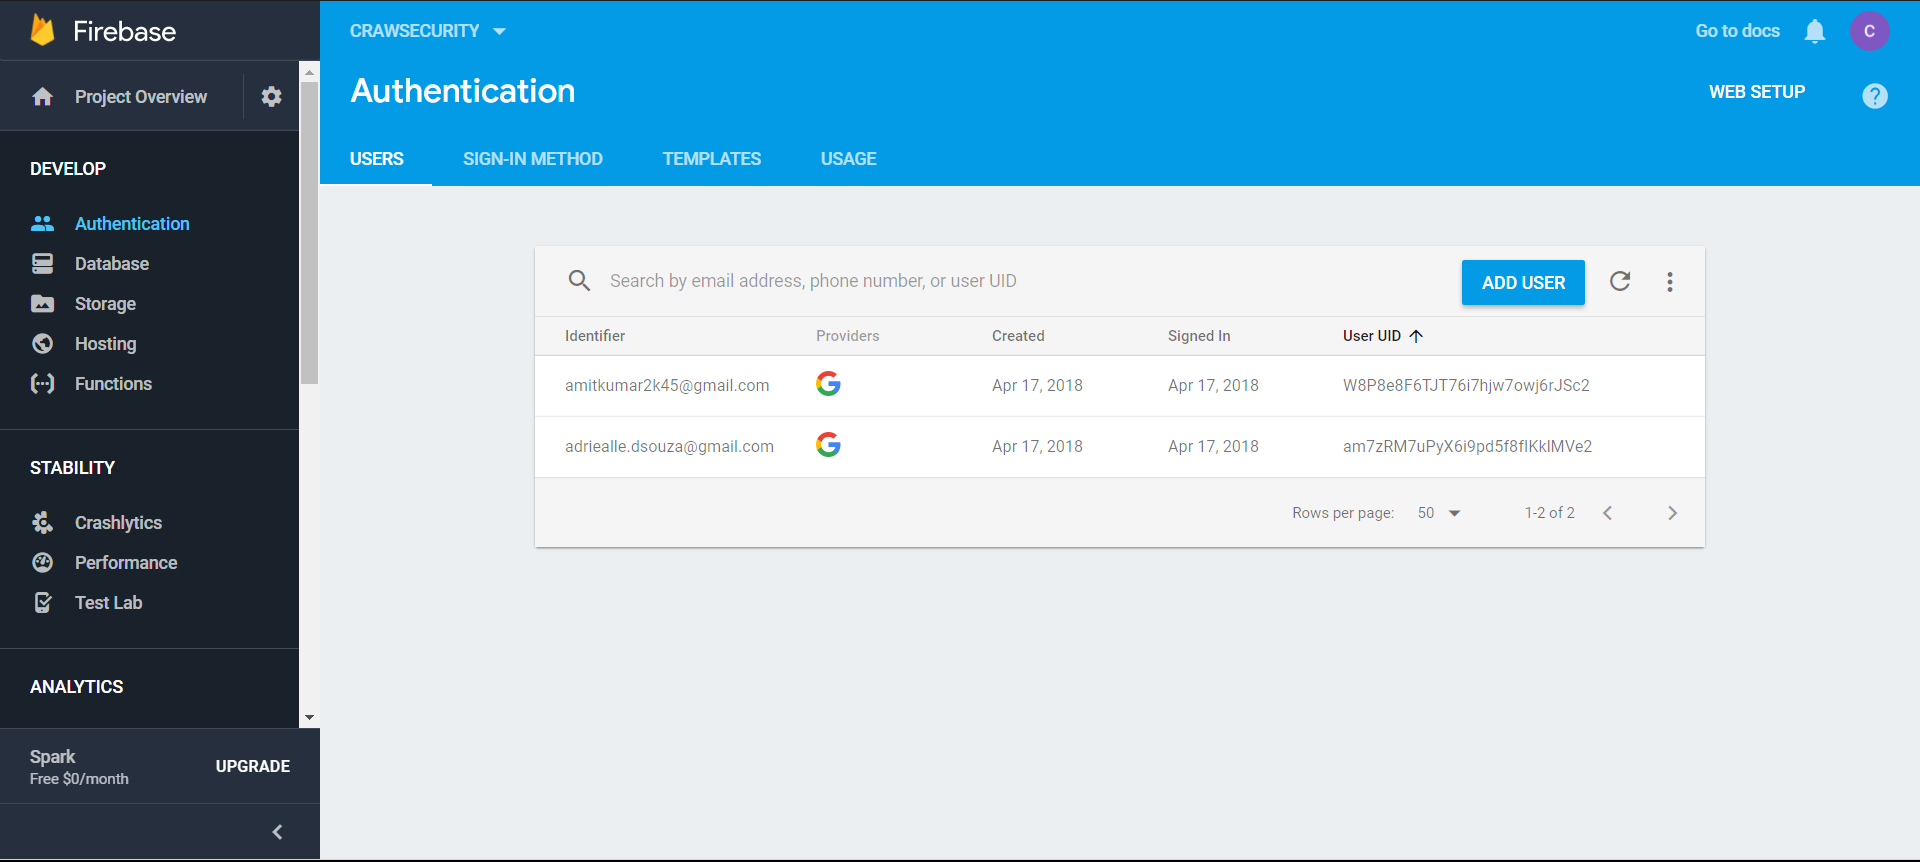 Firebase
CRAWSECURITY
Go to docs
C
Project Overview
Authentication
WEB SETUP
?
USERS SIGN-IN METHOD TEMPLATES USAGE
DEVELOP
Authentication
Database
Storage
Hosting
Functions
STABILITY
Crashlytics
Performance
Test Lab
ANALYTICS
Spark
Free $0/month
UPGRADE
Search by email address, phone number, or user UID
ADD USER
Identifier Providers Created Signed In User UID
amitkumar2k45@gmail.com Apr 17, 2018 Apr 17, 2018 W8P8e8F6TJT76i7hjw7owj6rJSc2
adriealle.dsouza@gmail.com Apr 17, 2018 Apr 17, 2018 am7zRM7uPyX6i9pd5f8flKklMVe2
Rows per page: 50 1-2 of 2